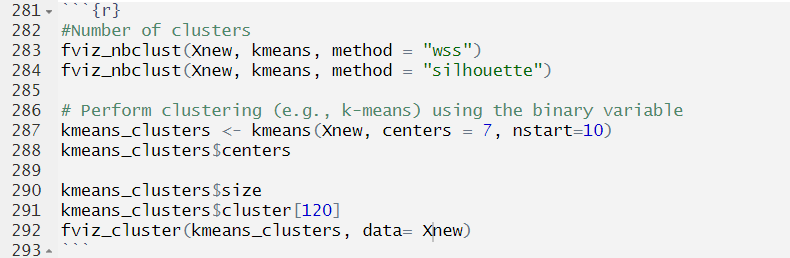 281 ```{r}
282 #Number of clusters
283 fviz_nbclust(Xnew, kmeans, method = "wss")
284 fviz_nbclust(Xnew, kmeans, method = "silhouette")
285
286 # Perform clustering (e.g., k-means) using the binary variable
287 kmeans_clusters <- kmeans(Xnew, centers = 7, nstart=10)
288 kmeans_clusters$centers
289
290 kmeans_clusters$size
291 kmeans_clusters$cluster[120]
292 fviz_cluster(kmeans_clusters, data= Xnew)
293 ```